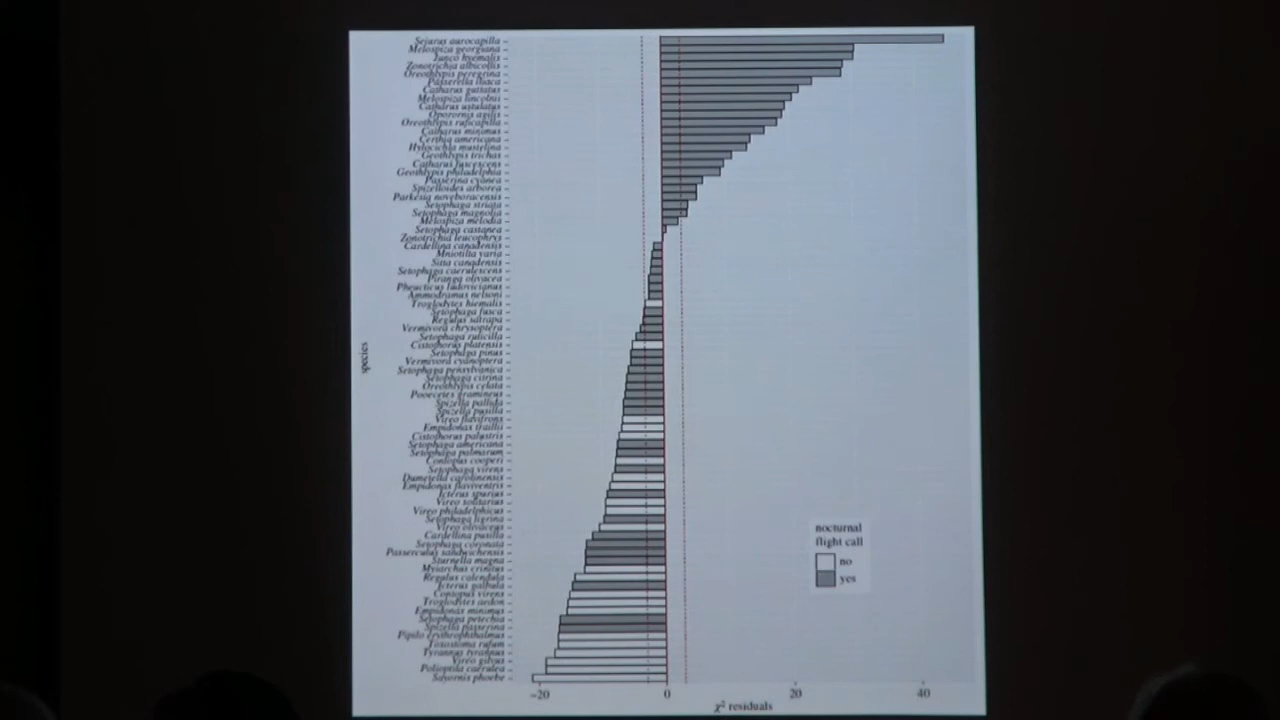 Seiurus aurocapilla
Melospiza georgiana
Junco hyemalis
Zonotrichia albicollis
Oreothlypis peregrina
Passerella iliaca
Catharus guttatus
Melospiza lincolnii
Catharus ustulatus
Oporornis agilis
Oreothlypis ruficapilla
Catharus minimus
Certhia americana
Hylocichla mustelina
Geothlypis trichas
Catharus fuscescens
Geothlypis philadelphia
Passerina cyanea
Spizelloides arborea
Parkesia noveboracensis
Setophaga striata
Setophaga magnolia
Melospiza melodia
Setophaga castanea
Zonotrichia leucophrys
Cardellina canadensis
Mniotilta varia
Sitta canadensis
Setophaga caerulescens
Piranga olivacea
Pheucticus ludovicianus
Ammodramus nelsoni
Troglodytes hiemalis
Setophaga fusca
Regulus satrapa
Vermivora chrysoptera
Setophaga ruticilla
Cistothorus platensis
Setophaga pinus
Vermivora cyanoptera
Setophaga pensylvanica
Setophaga citrina
Oreothlypis celata
Pooecetes gramineus
Spizella pallida
Spizella pusilla
Vireo flavifrons
Empidonax traillii
Cistothorus palustris
Setophaga americana
Setophaga palmarum
Contopus cooperi
Setophaga virens
Dumetella carolinensis
Empidonax flaviventris
Icterus spurius
Vireo solitarius
Vireo philadelphicus
Setophaga tigrina
Vireo olivaceus
Cardellina pusilla
Setophaga coronata
Passerculus sandwichensis
Sturnella magna
Myiarchus crinitus
Regulus calendula
Icterus galbula
Contopus virens
Troglodytes aedon
Empidonax minimus
Setophaga petechia
Spizella passerina
Pipilo erythrophthalmus
Toxostoma rufum
Tyrannus tyrannus
Vireo gilvus
Polioptila caerulea
Sayornis phoebe
species
nocturnal
flight call
no
yes
−20 0 20 40
χ² residuals